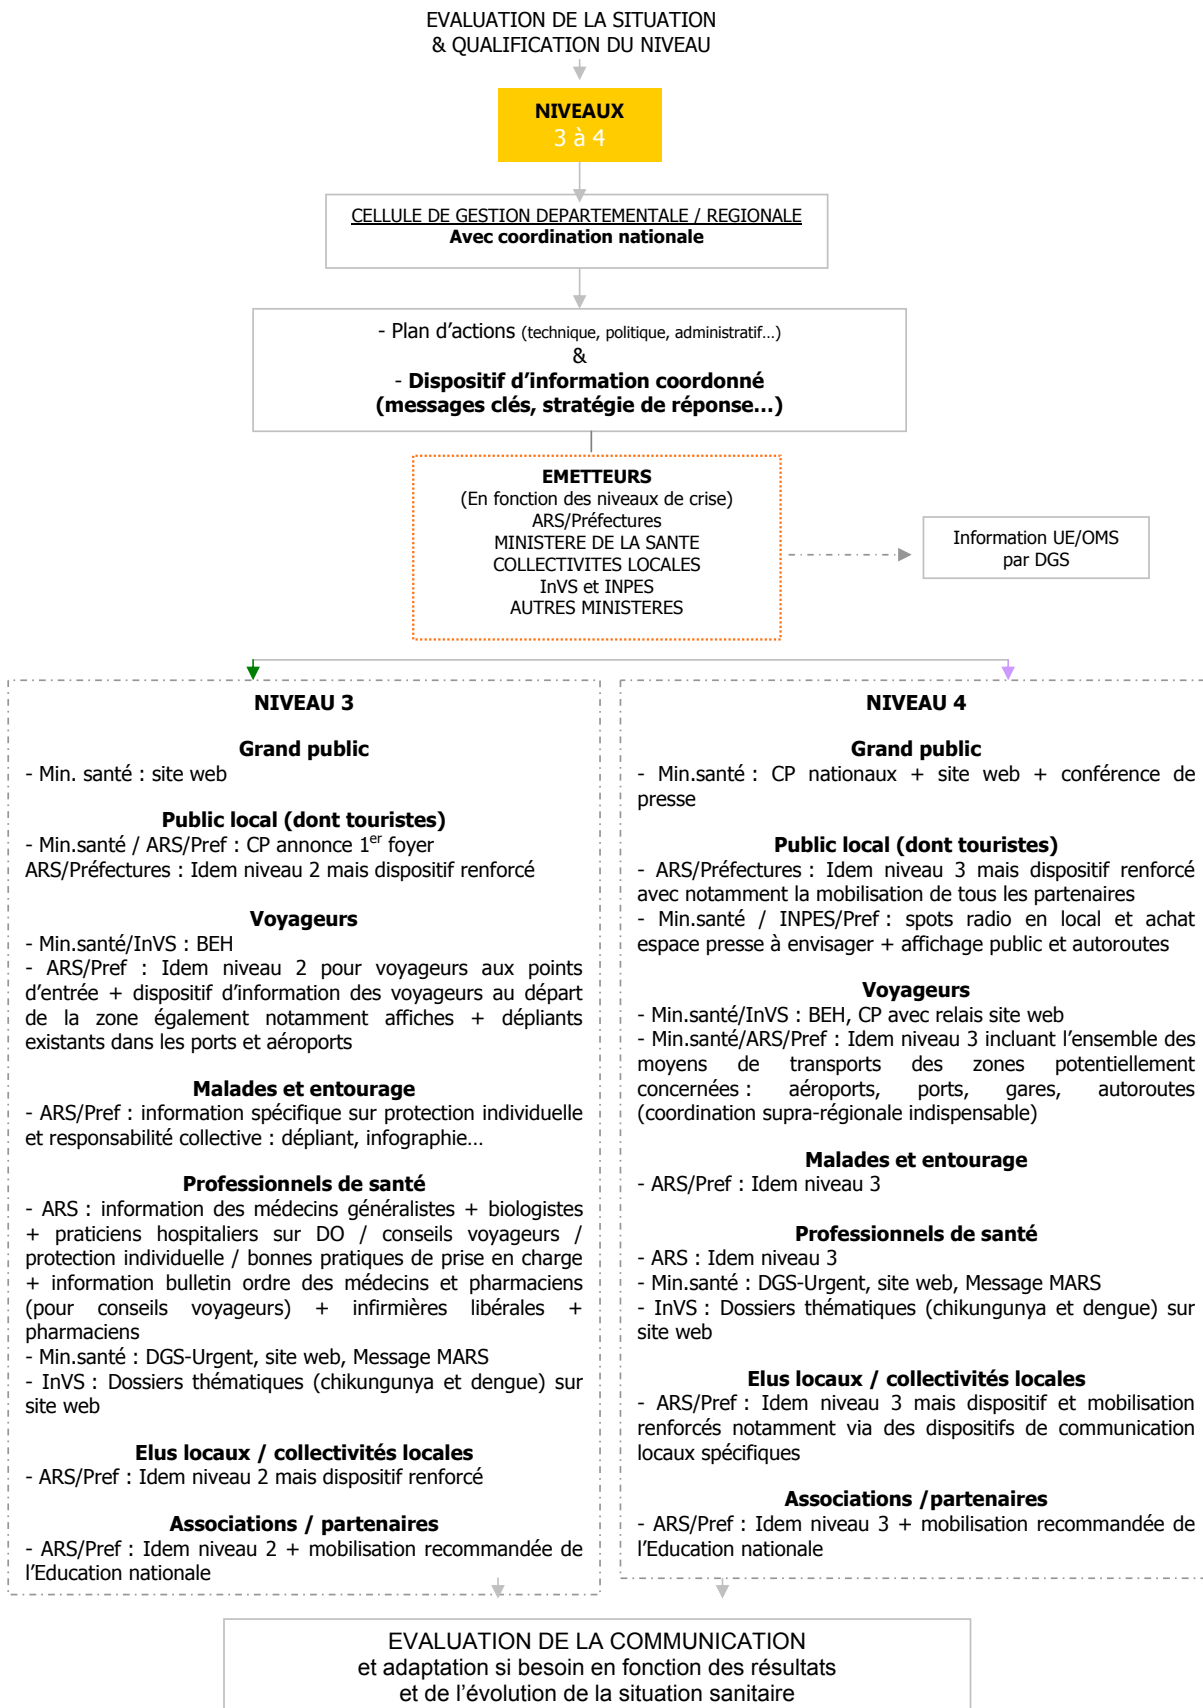 EVALUATION DE LA SITUATION
& QUALIFICATION DU NIVEAU
NIVEAUX
3 à 4
CELLULE DE GESTION DEPARTEMENTALE / REGIONALE
Avec coordination nationale
- Plan d’actions (technique, politique, administratif…)
&
- Dispositif d’information coordonné
(messages clés, stratégie de réponse…)
EMETTEURS
(En fonction des niveaux de crise)
ARS/Préfectures
MINISTERE DE LA SANTE
COLLECTIVITES LOCALES
InVS et INPES
AUTRES MINISTERES
Information UE/OMS
par DGS
NIVEAU 3
Grand public
- Min. santé : site web
Public local (dont touristes)
- Min.santé / ARS/Pref : CP annonce 1er foyer
ARS/Préfectures : Idem niveau 2 mais dispositif renforcé
Voyageurs
- Min.santé/InVS : BEH
- ARS/Pref : Idem niveau 2 pour voyageurs aux points
d’entrée + dispositif d’information des voyageurs au départ
de la zone également notamment affiches + dépliants
existants dans les ports et aéroports
Malades et entourage
- ARS/Pref : information spécifique sur protection individuelle
et responsabilité collective : dépliant, infographie…
Professionnels de santé
- ARS : information des médecins généralistes + biologistes
+ praticiens hospitaliers sur DO / conseils voyageurs /
protection individuelle / bonnes pratiques de prise en charge
+ information bulletin ordre des médecins et pharmaciens
(pour conseils voyageurs) + infirmières libérales +
pharmaciens
- Min.santé : DGS-Urgent, site web, Message MARS
- InVS : Dossiers thématiques (chikungunya et dengue) sur
site web
Elus locaux / collectivités locales
- ARS/Pref : Idem niveau 2 mais dispositif renforcé
Associations / partenaires
- ARS/Pref : Idem niveau 2 + mobilisation recommandée de
l’Education nationale
NIVEAU 4
Grand public
- Min.santé : CP nationaux + site web + conférence de
presse
Public local (dont touristes)
- ARS/Préfectures : Idem niveau 3 mais dispositif renforcé
avec notamment la mobilisation de tous les partenaires
- Min.santé / INPES/Pref : spots radio en local et achat
espace presse à envisager + affichage public et autoroutes
Voyageurs
- Min.santé/InVS : BEH, CP avec relais site web
- Min.santé/ARS/Pref : Idem niveau 3 incluant l’ensemble des
moyens de transports des zones potentiellement
concernées : aéroports, ports, gares, autoroutes
(coordination supra-régionale indispensable)
Malades et entourage
- ARS/Pref : Idem niveau 3
Professionnels de santé
- ARS : Idem niveau 3
- Min.santé : DGS-Urgent, site web, Message MARS
- InVS : Dossiers thématiques (chikungunya et dengue) sur
site web
Elus locaux / collectivités locales
- ARS/Pref : Idem niveau 3 mais dispositif et mobilisation
renforcés notamment via des dispositifs de communication
locaux spécifiques
Associations /partenaires
- ARS/Pref : Idem niveau 3 + mobilisation recommandée de
l’Education nationale
EVALUATION DE LA COMMUNICATION
et adaptation si besoin en fonction des résultats
et de l’évolution de la situation sanitaire